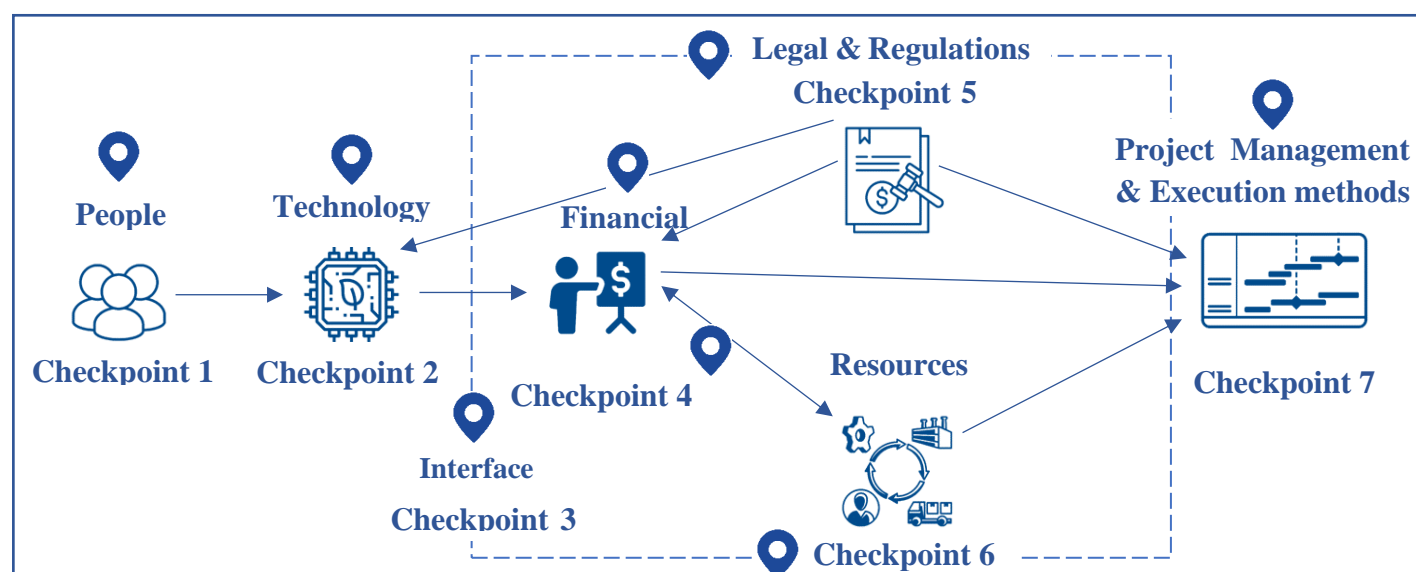 Legal & Regulations
Checkpoint 5
People
Technology
Financial
Project Management
& Execution methods
$
$
Checkpoint 1
Checkpoint 2
Checkpoint 4
Resources
Checkpoint 7
Interface
Checkpoint 3
Checkpoint 6